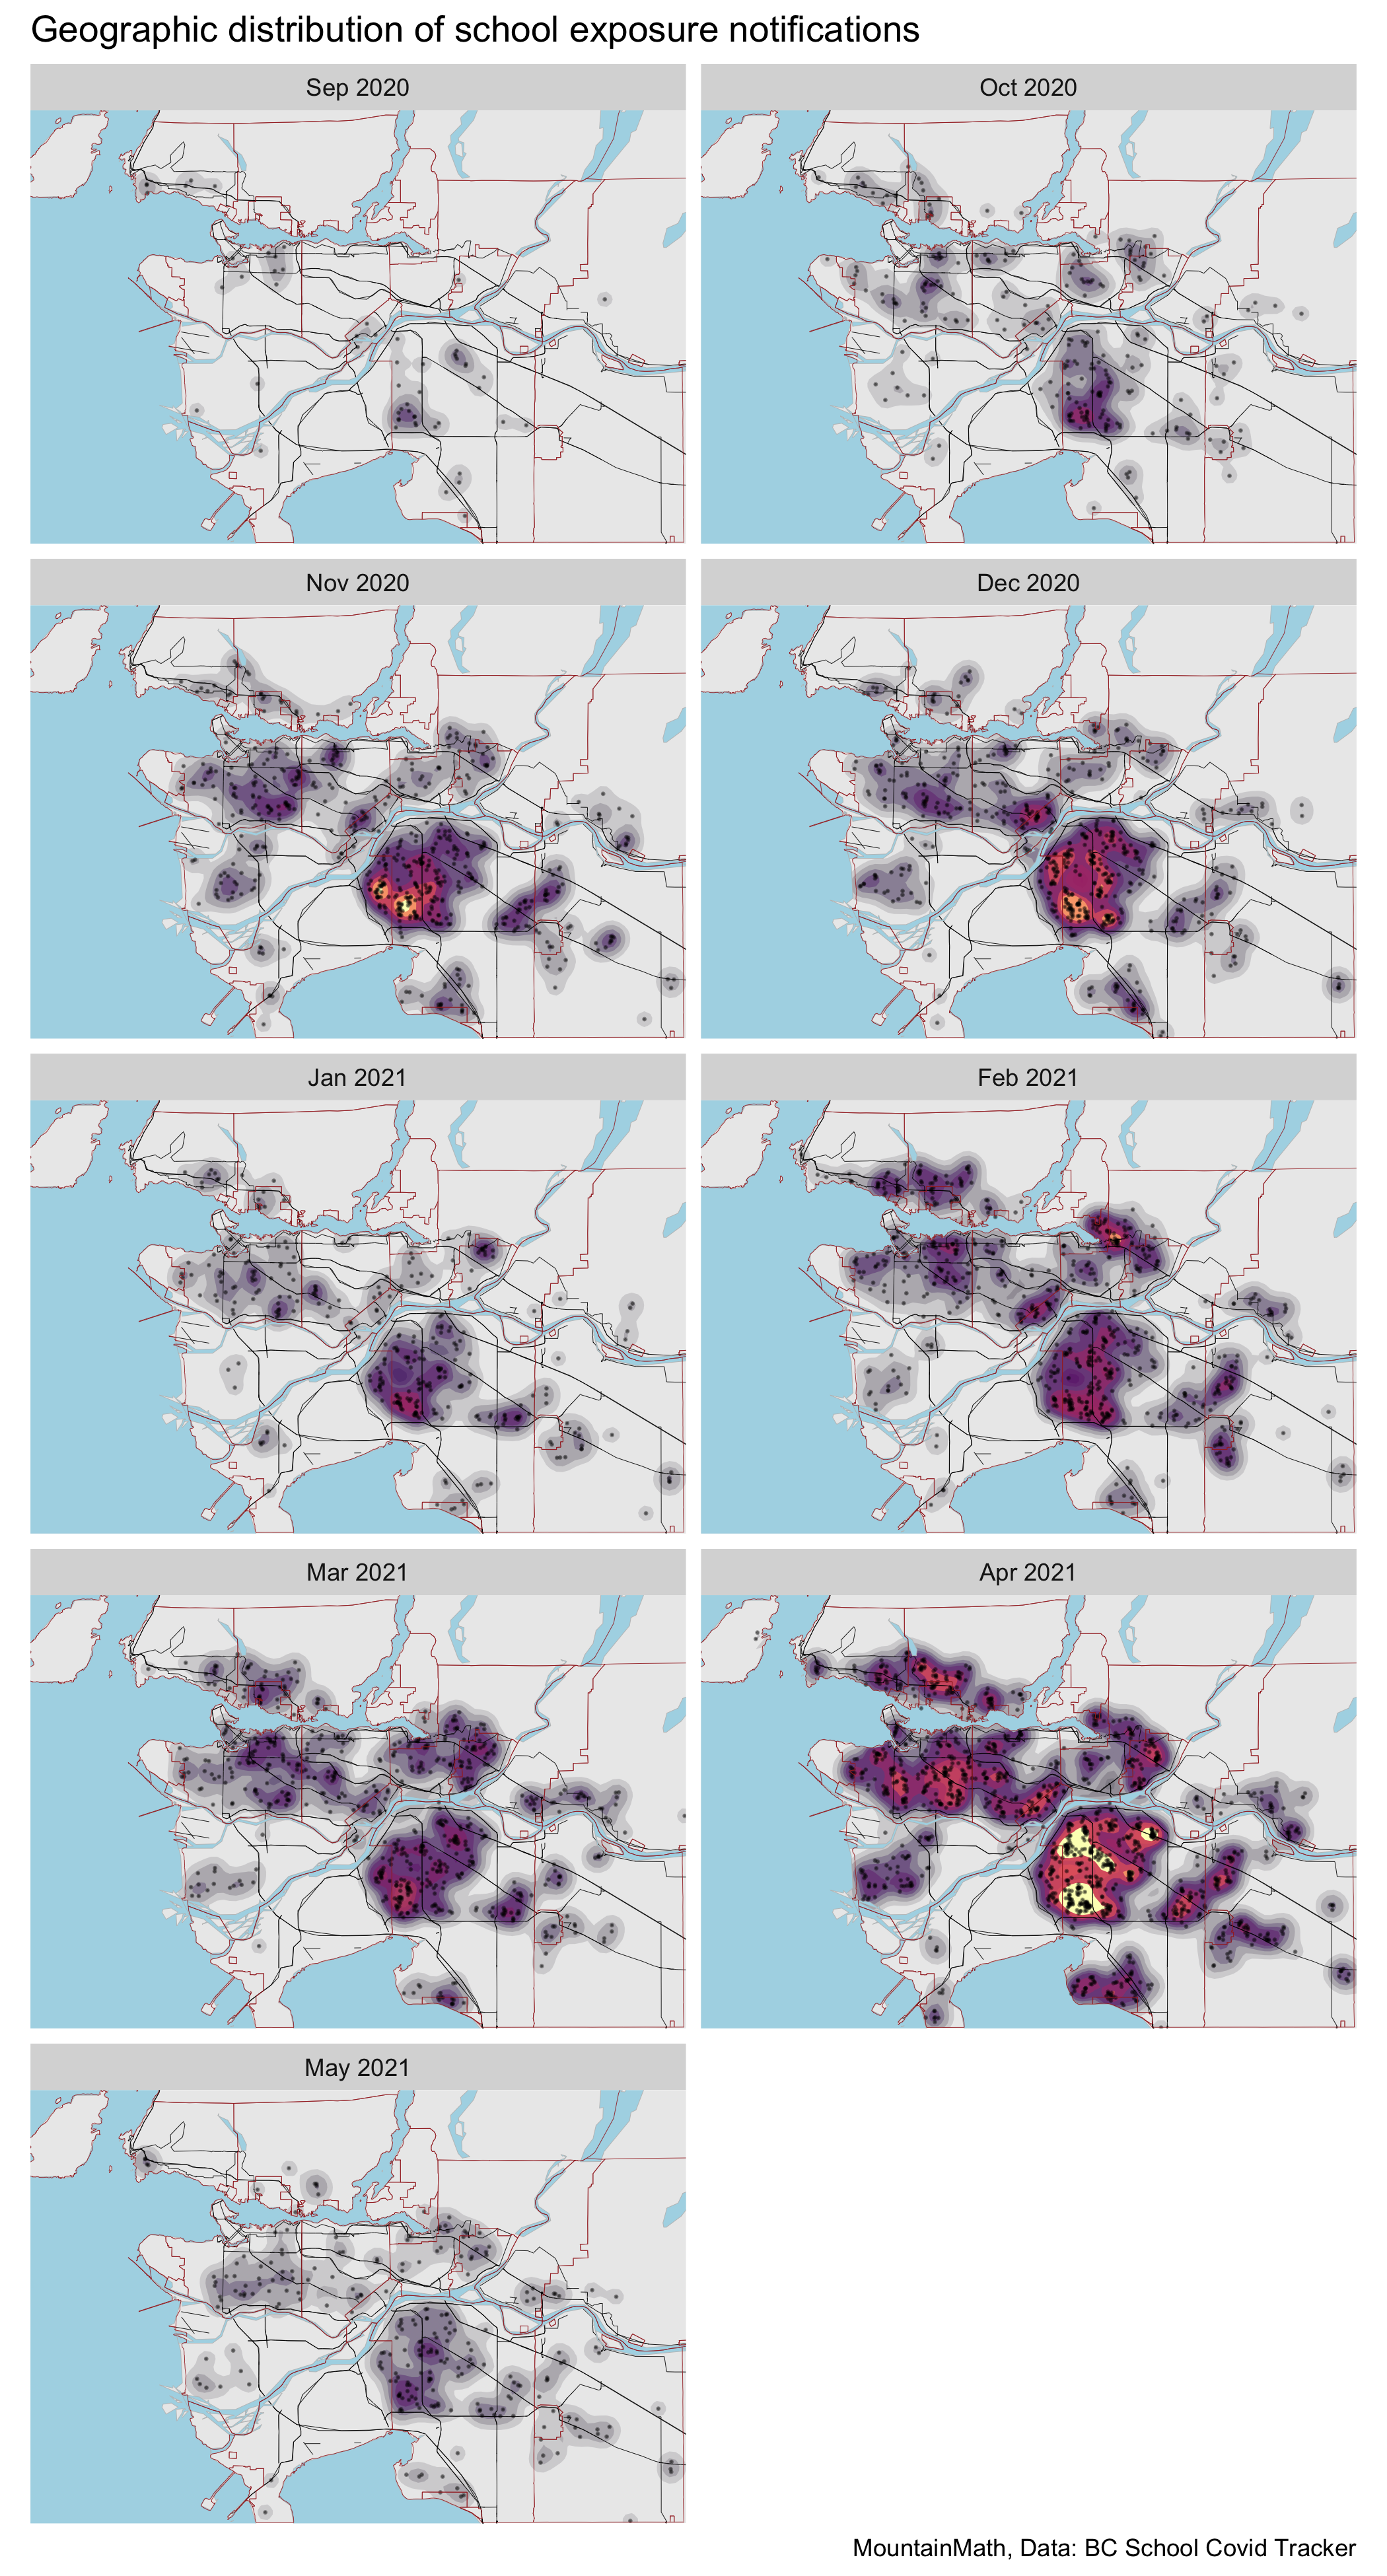 Geographic distribution of school exposure notifications
Sep 2020
Oct 2020
Nov 2020
Dec 2020
Jan 2021
Feb 2021
Mar 2021
Apr 2021
May 2021
MountainMath, Data: BC School Covid Tracker